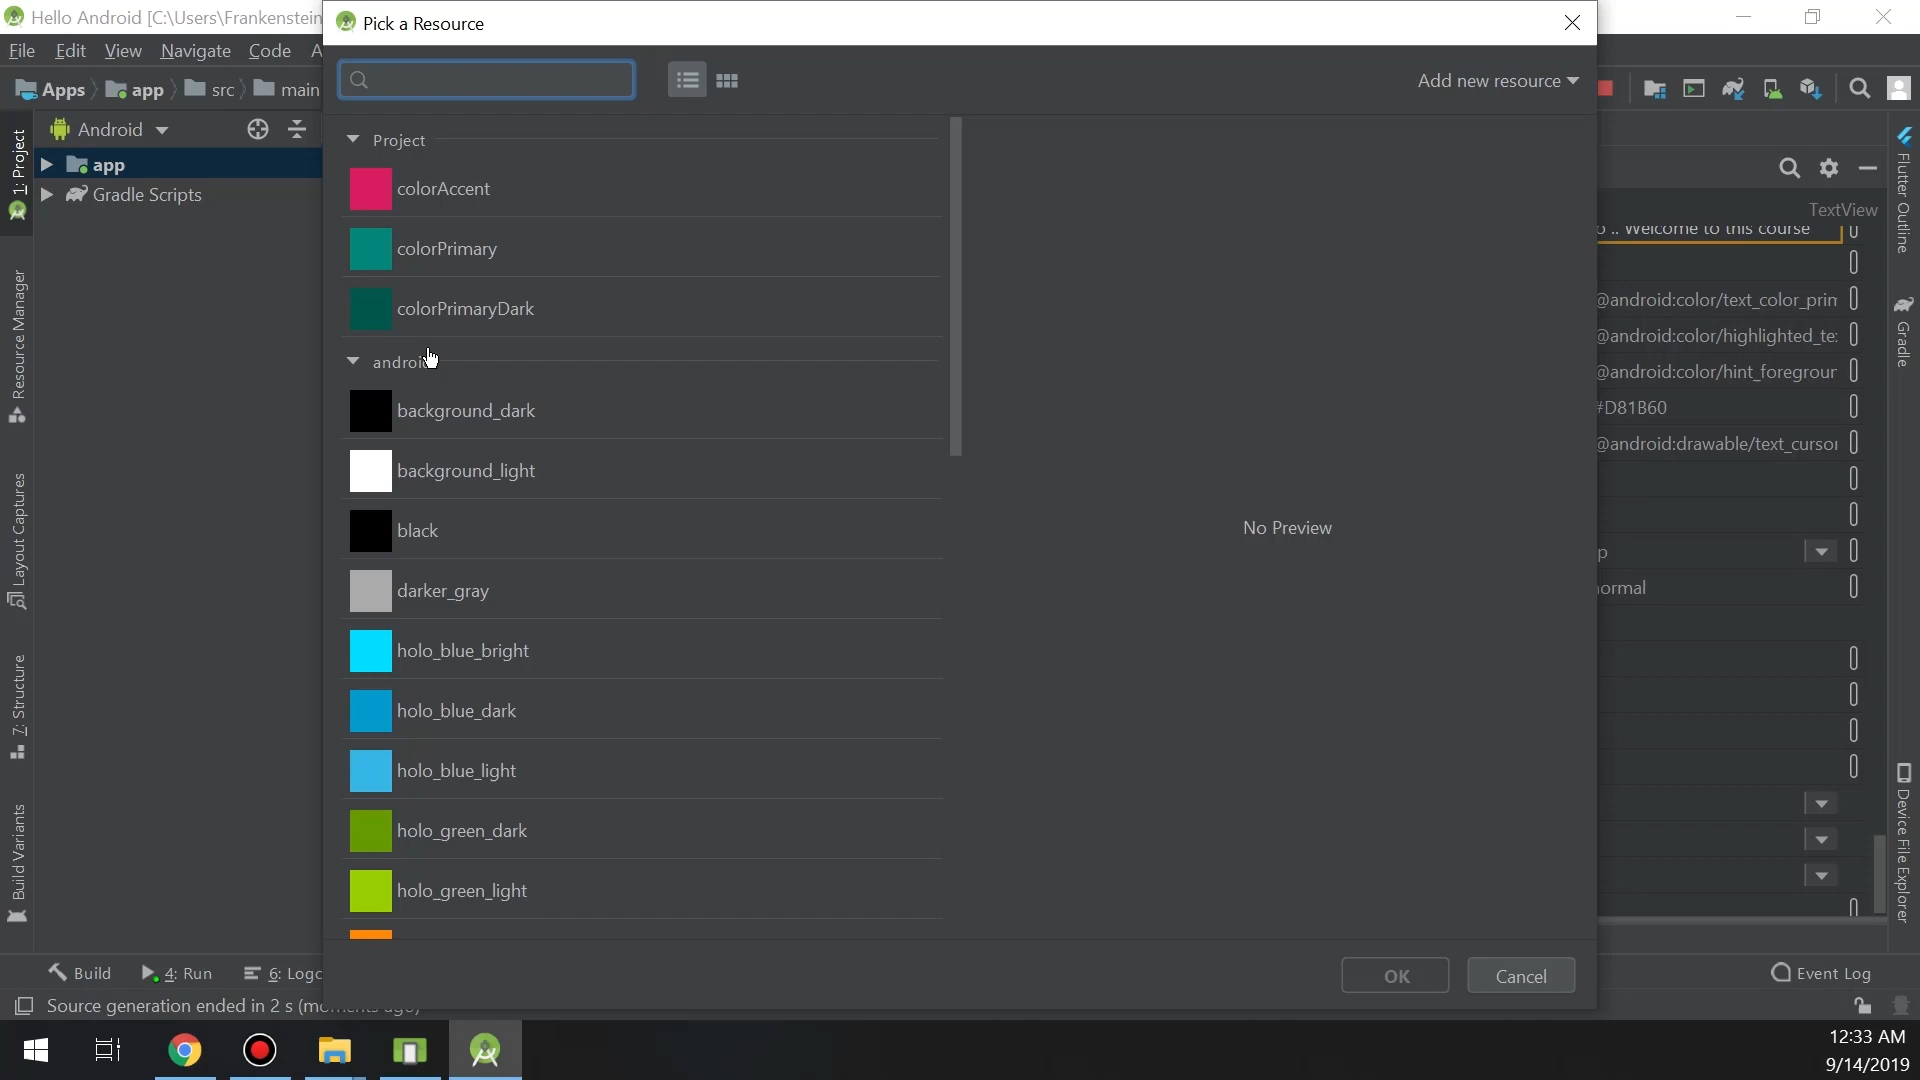 Hello Android [C:\Users\Frankenstein
Pick a Resource
File Edit View Navigate Code A
Apps app src main
Add new resource
1: Project
Resource Manager
Layout Captures
7: Structure
Build Variants
Android
app
Gradle Scripts
Project
colorAccent
colorPrimary
colorPrimaryDark
android
background_dark
background_light
black
darker_gray
holo_blue_bright
holo_blue_dark
holo_blue_light
holo_green_dark
holo_green_light
No Preview
OK
Cancel
TextView
o .. Welcome to this course
@android:color/text_color_prim
@android:color/highlighted_te:
@android:color/hint_foregrour
#D81B60
@android:drawable/text_cursor
p
ormal
Flutter Outline
Gradle
Device File Explorer
Build 4: Run 6: Logc
Event Log
Source generation ended in 2 s (moments ago)
12:33 AM
9/14/2019